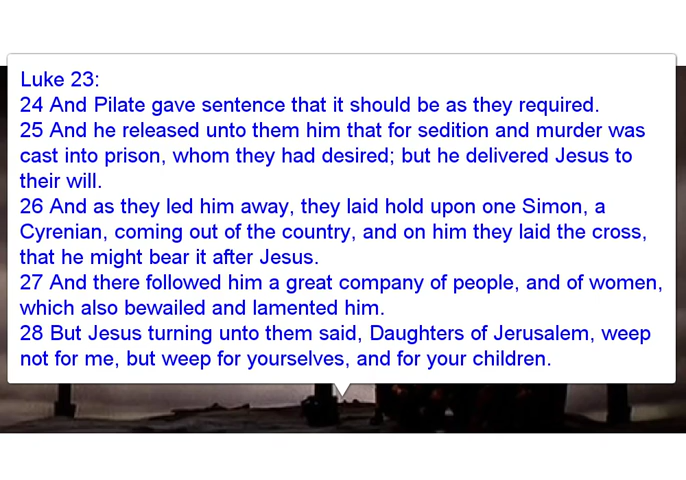 Luke 23:
24 And Pilate gave sentence that it should be as they required.
25 And he released unto them him that for sedition and murder was
cast into prison, whom they had desired; but he delivered Jesus to
their will.
26 And as they led him away, they laid hold upon one Simon, a
Cyrenian, coming out of the country, and on him they laid the cross,
that he might bear it after Jesus.
27 And there followed him a great company of people, and of women,
which also bewailed and lamented him.
28 But Jesus turning unto them said, Daughters of Jerusalem, weep
not for me, but weep for yourselves, and for your children.